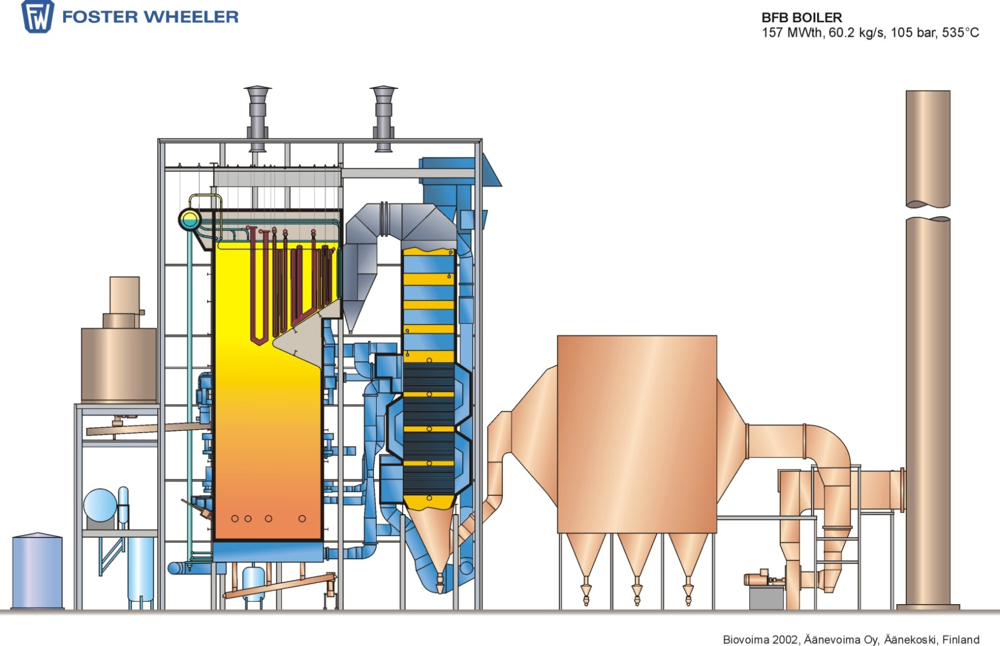 FW FOSTER WHEELER
BFB BOILER
157 MWth, 60.2 kg/s, 105 bar, 535°C
Biovoima 2002, Äänevoima Oy, Äänekoski, Finland